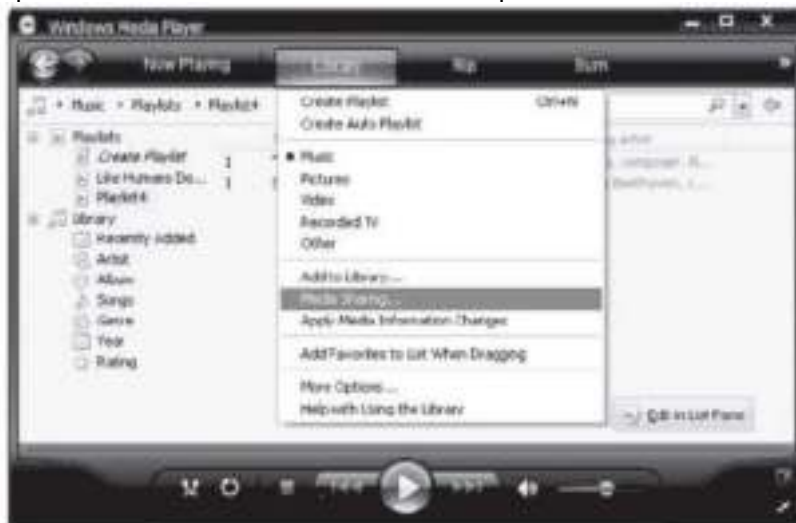 Windows Media Player
Now Playing
Library
Rip
Burn
Music • Playlists • Playlist4
Playlists
Create Playlist
Like Humans Do...
Playlist4
Library
Recently Added
Artist
Album
Songs
Genre
Year
Rating
Create Playlist Ctrl+N
Create Auto Playlist
Music
Pictures
Video
Recorded TV
Other
Add to Library...
Media Sharing...
Apply Media Information Changes
Add Favorites to List When Dragging
More Options...
Help with Using the Library
Edit in List Pane